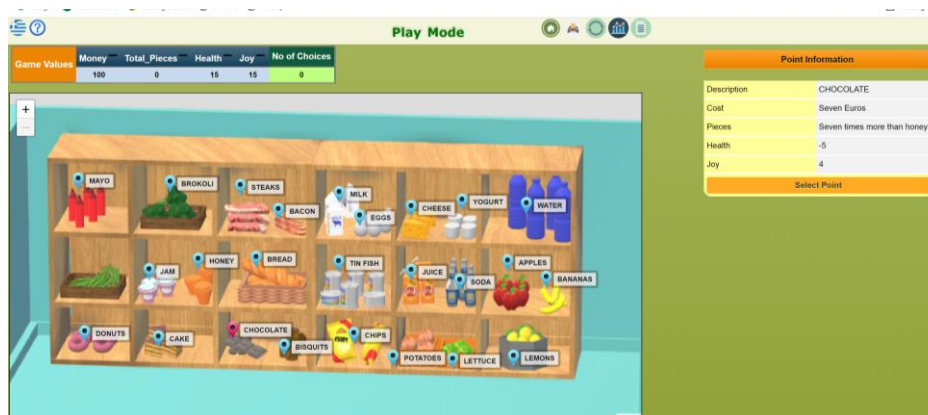 Play Mode
Game Values Money Total_Pieces Health Joy No of Choices
100 0 15 15 0
Point Information
Description CHOCOLATE
Cost Seven Euros
Pieces Seven times more than honey
Health -5
Joy 4
Select Point
+
MAYO
BROKOLI
STEAKS
BACON
MILK
EGGS
CHEESE
YOGURT
WATER
JAM
HONEY
BREAD
TIN FISH
JUICE
SODA
APPLES
BANANAS
DONUTS
CAKE
CHOCOLATE
BISQUITS
CHIPS
POTATOES
LETTUCE
LEMONS